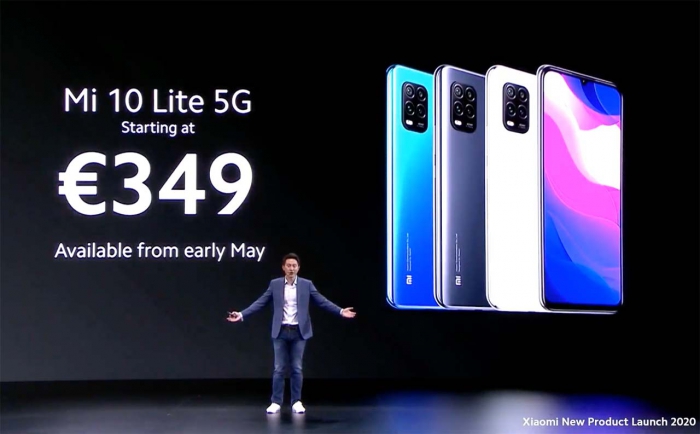 Mi 10 Lite 5G
Starting at
€349
Available from early May
Xiaomi New Product Launch 2020